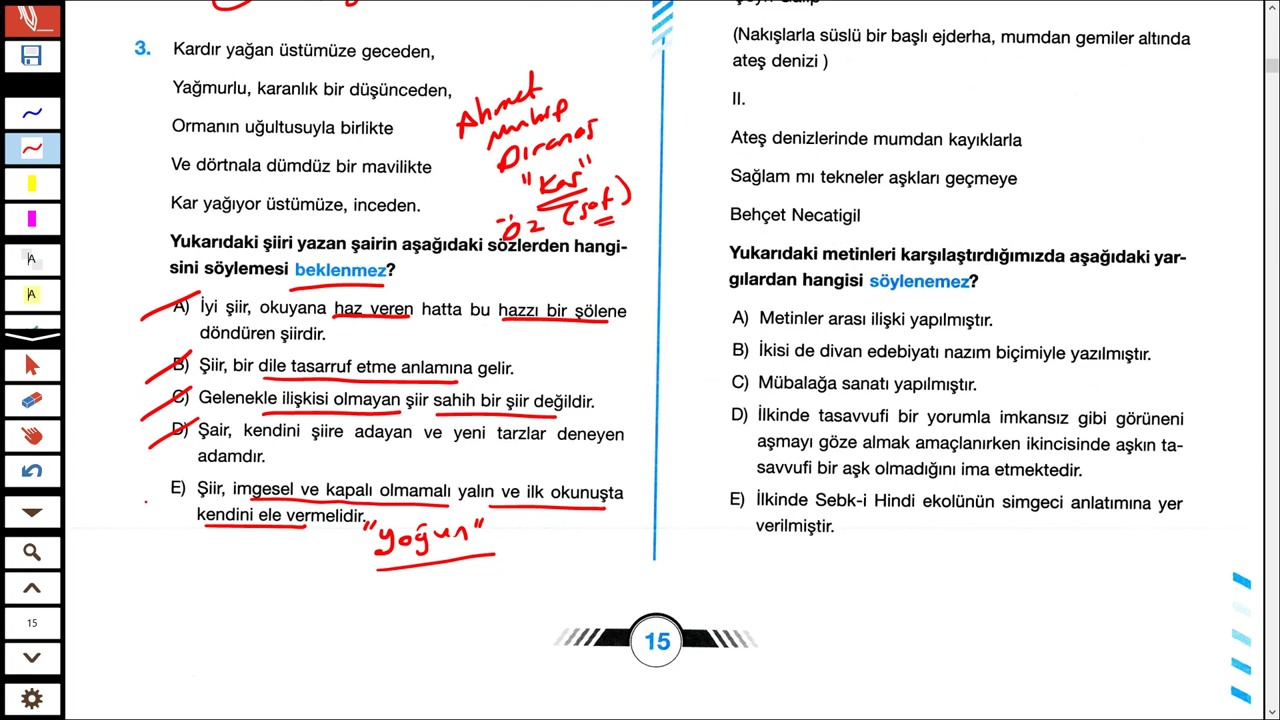 3.
Kardır yağan üstümüze geceden,
Yağmurlu, karanlık bir düşünceden,
Ormanın uğultusuyla birlikte
Ve dörtnala dümdüz bir mavilikte
Kar yağıyor üstümüze, inceden.
Ahmet
Muhip
Dıranas
"Kar"
(saf)
Öz
Yukarıdaki şiiri yazan şairin aşağıdaki sözlerden hangi-
sini söylemesi beklenmez?
A) İyi şiir, okuyana haz veren hatta bu hazzı bir şölene
döndüren şiirdir.
B) Şiir, bir dile tasarruf etme anlamına gelir.
C) Gelenekle ilişkisi olmayan şiir sahih bir şiir değildir.
D) Şair, kendini şiire adayan ve yeni tarzlar deneyen
adamdır.
E) Şiir, imgesel ve kapalı olmamalı yalın ve ilk okunuşta
kendini ele vermelidir.
"yoğun"
(Nakışlarla süslü bir başlı ejderha, mumdan gemiler altında
ateş denizi )
II.
Ateş denizlerinde mumdan kayıklarla
Sağlam mı tekneler aşkları geçmeye
Behçet Necatigil
Yukarıdaki metinleri karşılaştırdığımızda aşağıdaki yar-
gılardan hangisi söylenemez?
A) Metinler arası ilişki yapılmıştır.
B) İkisi de divan edebiyatı nazım biçimiyle yazılmıştır.
C) Mübalağa sanatı yapılmıştır.
D) İlkinde tasavvufi bir yorumla imkansız gibi görüneni
aşmayı göze almak amaçlanırken ikincisinde aşkın ta-
savvufi bir aşk olmadığını ima etmektedir.
E) İlkinde Sebk-i Hindi ekolünün simgeci anlatımına yer
verilmiştir.
15
A
A
15